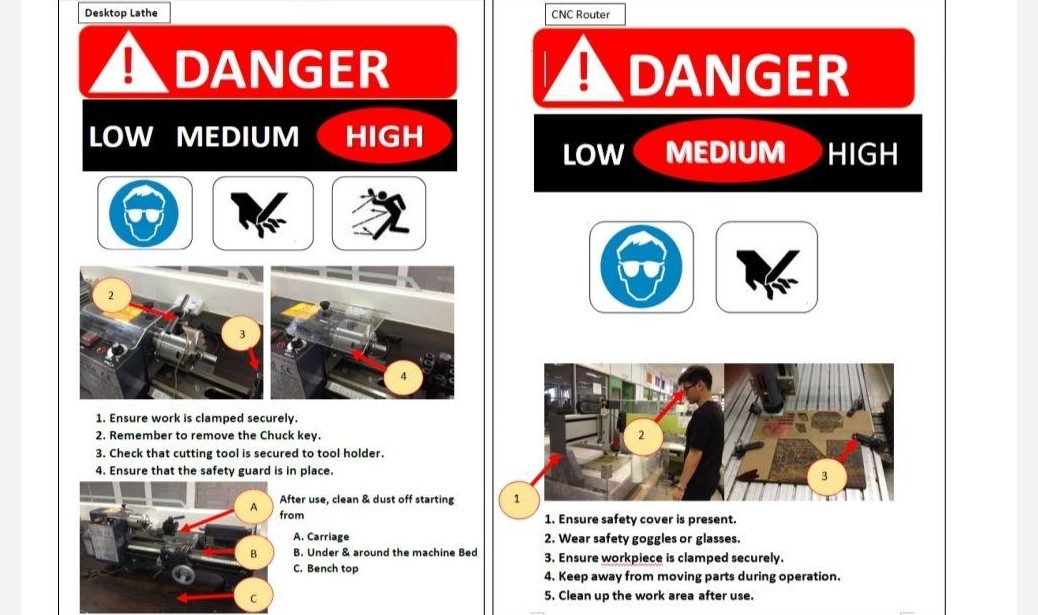 Desktop Lathe
DANGER
LOW MEDIUM HIGH
2
3
4
1. Ensure work is clamped securely.
2. Remember to remove the Chuck key.
3. Check that cutting tool is secured to tool holder.
4. Ensure that the safety guard is in place.
After use, clean & dust off starting
from
A. Carriage
B. Under & around the machine Bed
C. Bench top
A
B
C
CNC Router
DANGER
LOW MEDIUM HIGH
2
1
3
1. Ensure safety cover is present.
2. Wear safety goggles or glasses.
3. Ensure workpiece is clamped securely.
4. Keep away from moving parts during operation.
5. Clean up the work area after use.